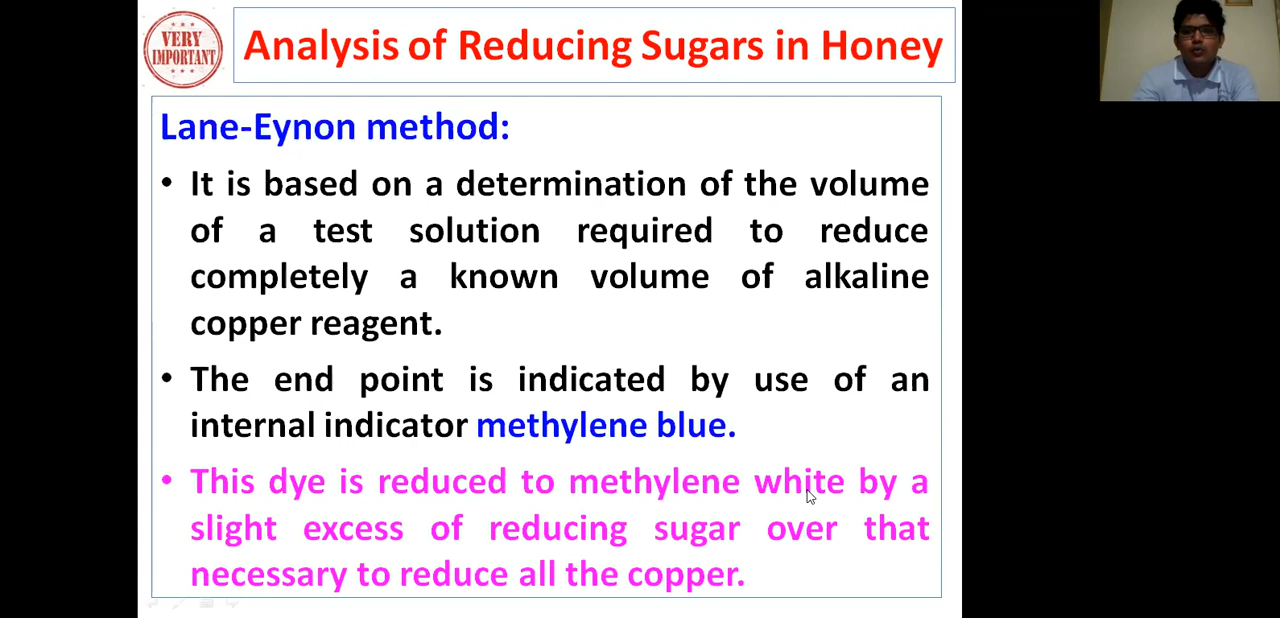 VERY
IMPORTANT
Analysis of Reducing Sugars in Honey
Lane-Eynon method:
• It is based on a determination of the volume
of a test solution required to reduce
completely a known volume of alkaline
copper reagent.
• The end point is indicated by use of an
internal indicator methylene blue.
• This dye is reduced to methylene white by a
slight excess of reducing sugar over that
necessary to reduce all the copper.